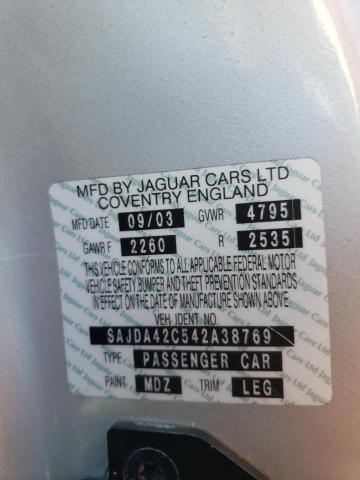 MFD BY JAGUAR CARS LTD
COVENTRY ENGLAND
MFD DATE 09/03 GVWR 4795
GAWR F 2260 R 2535
THIS VEHICLE CONFORMS TO ALL APPLICABLE FEDERAL MOTOR
VEHICLE SAFETY BUMPER AND THEFT PREVENTION STANDARDS
IN EFFECT ON THE DATE OF MANUFACTURE SHOWN ABOVE.
VEH IDENT NO.
SAJDA42C542A38769
TYPE PASSENGER CAR
PAINT MDZ TRIM LEG